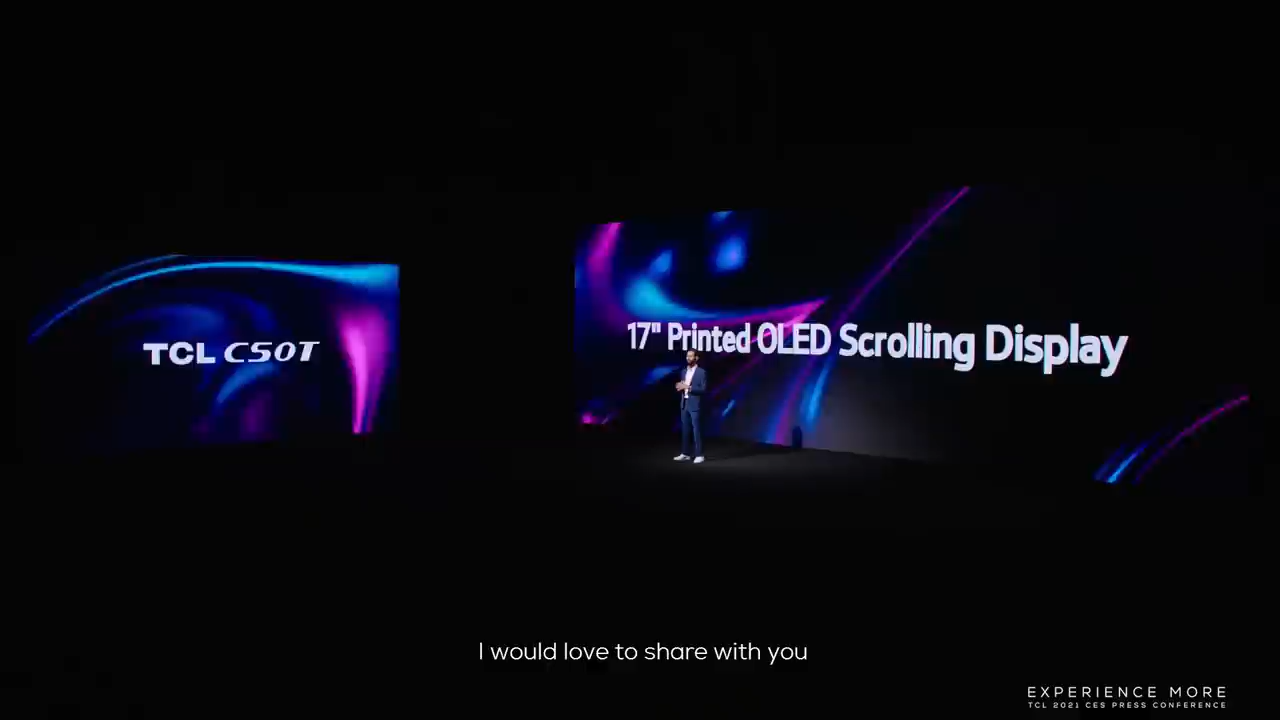 TCL CSOT
17" Printed OLED Scrolling Display
I would love to share with you
EXPERIENCE MORE
TCL 2021 CES PRESS CONFERENCE